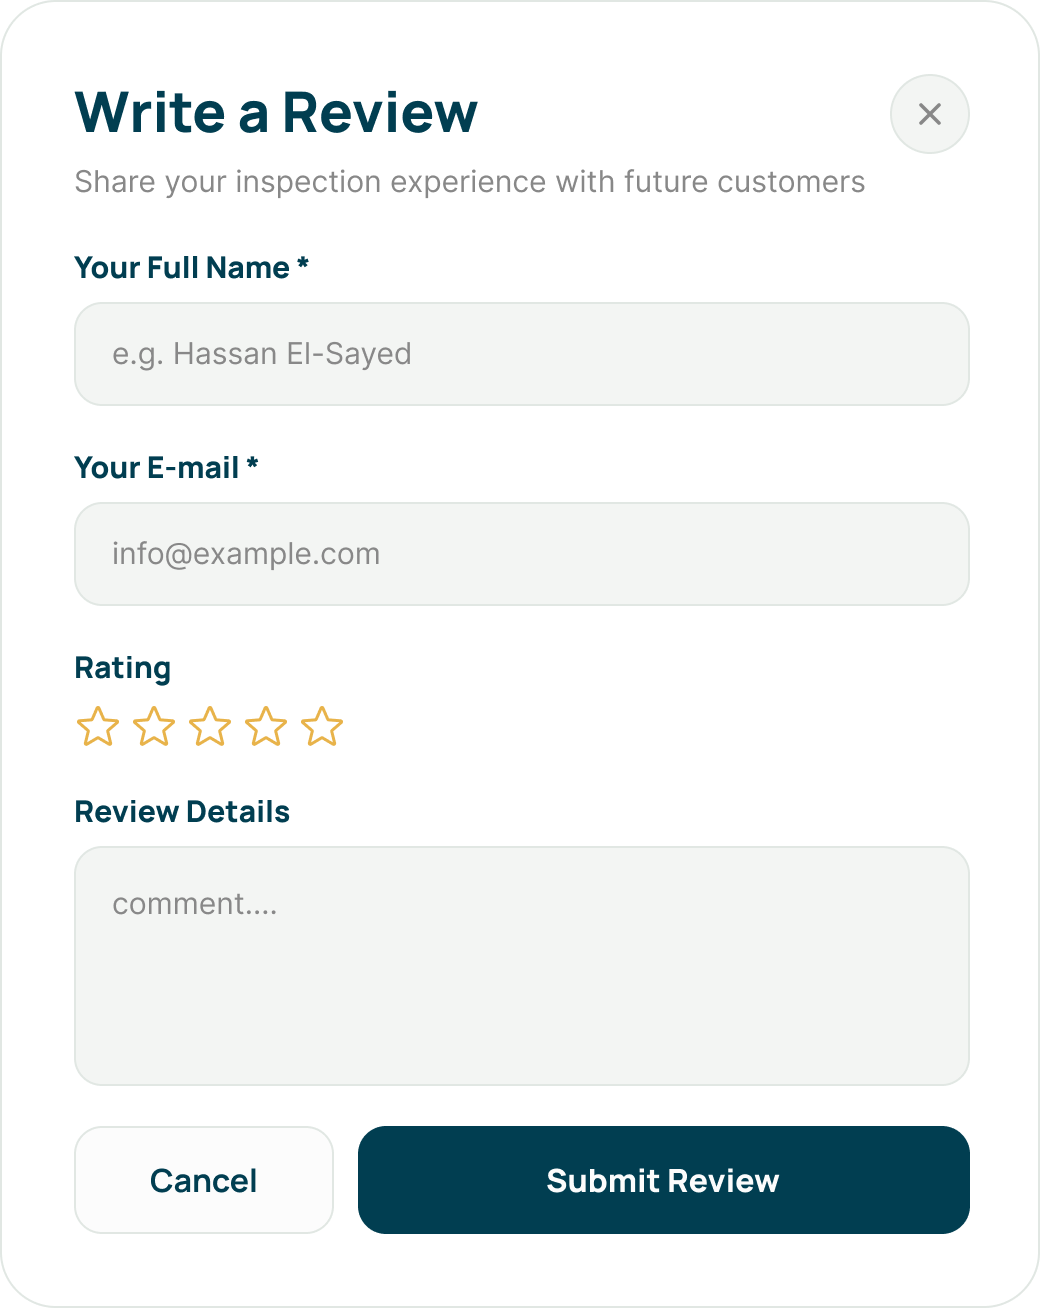 Write a Review
Share your inspection experience with future customers
Your Full Name *
e.g. Hassan El-Sayed
Your E-mail *
info@example.com
Rating
Review Details
comment....
Cancel
Submit Review